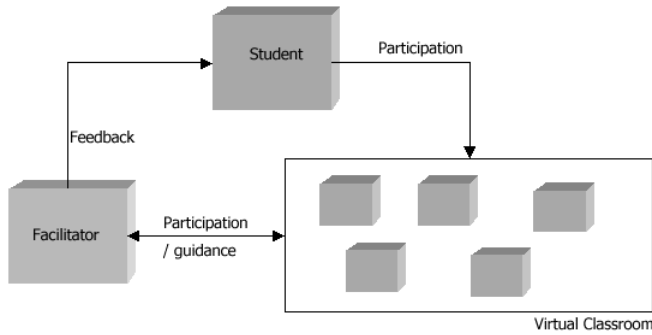 Student
Participation
Feedback
Facilitator
Participation
/ guidance
Virtual Classroom